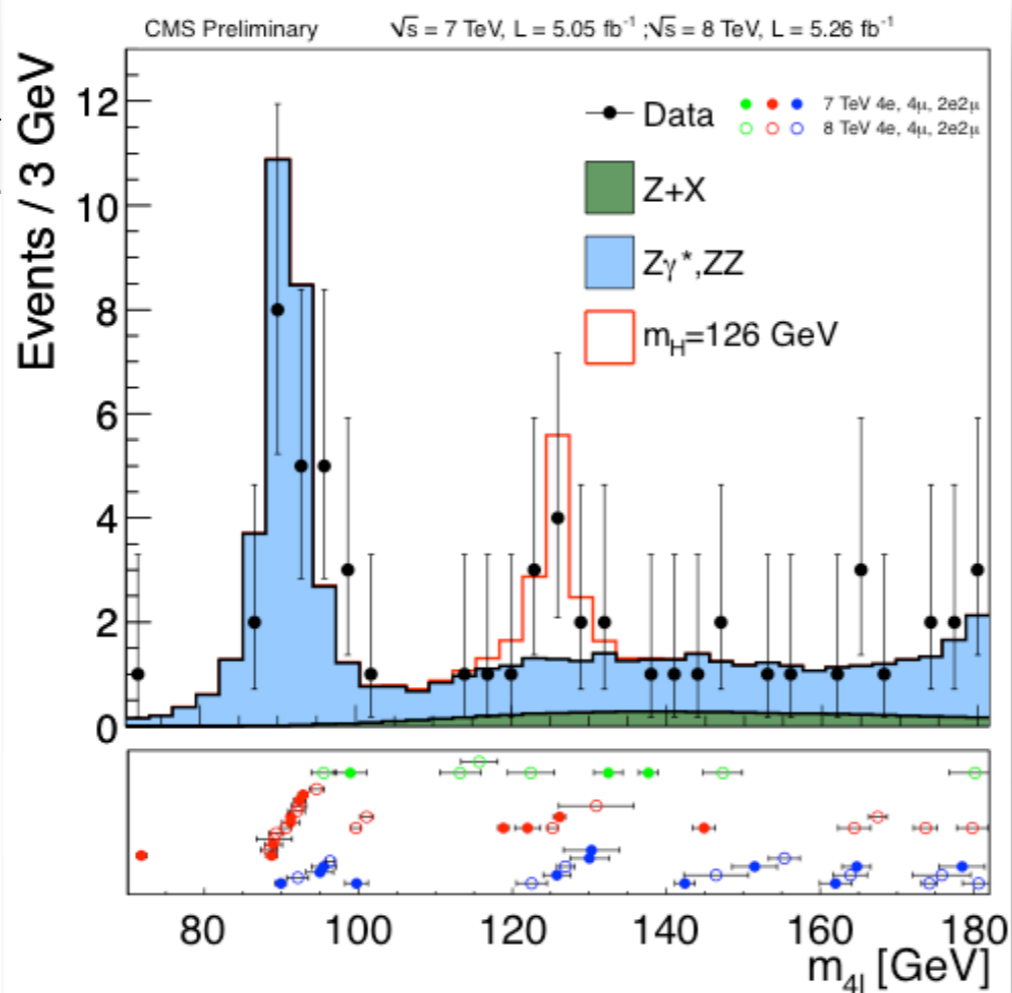 CMS Preliminary √s = 7 TeV, L = 5.05 fb⁻¹ ;√s = 8 TeV, L = 5.26 fb⁻¹
Events / 3 GeV
12
10
8
6
4
2
0
Data
7 TeV 4e, 4μ, 2e2μ
8 TeV 4e, 4μ, 2e2μ
Z+X
Zγ*,ZZ
m_H=126 GeV
80 100 120 140 160 180
m_4l [GeV]